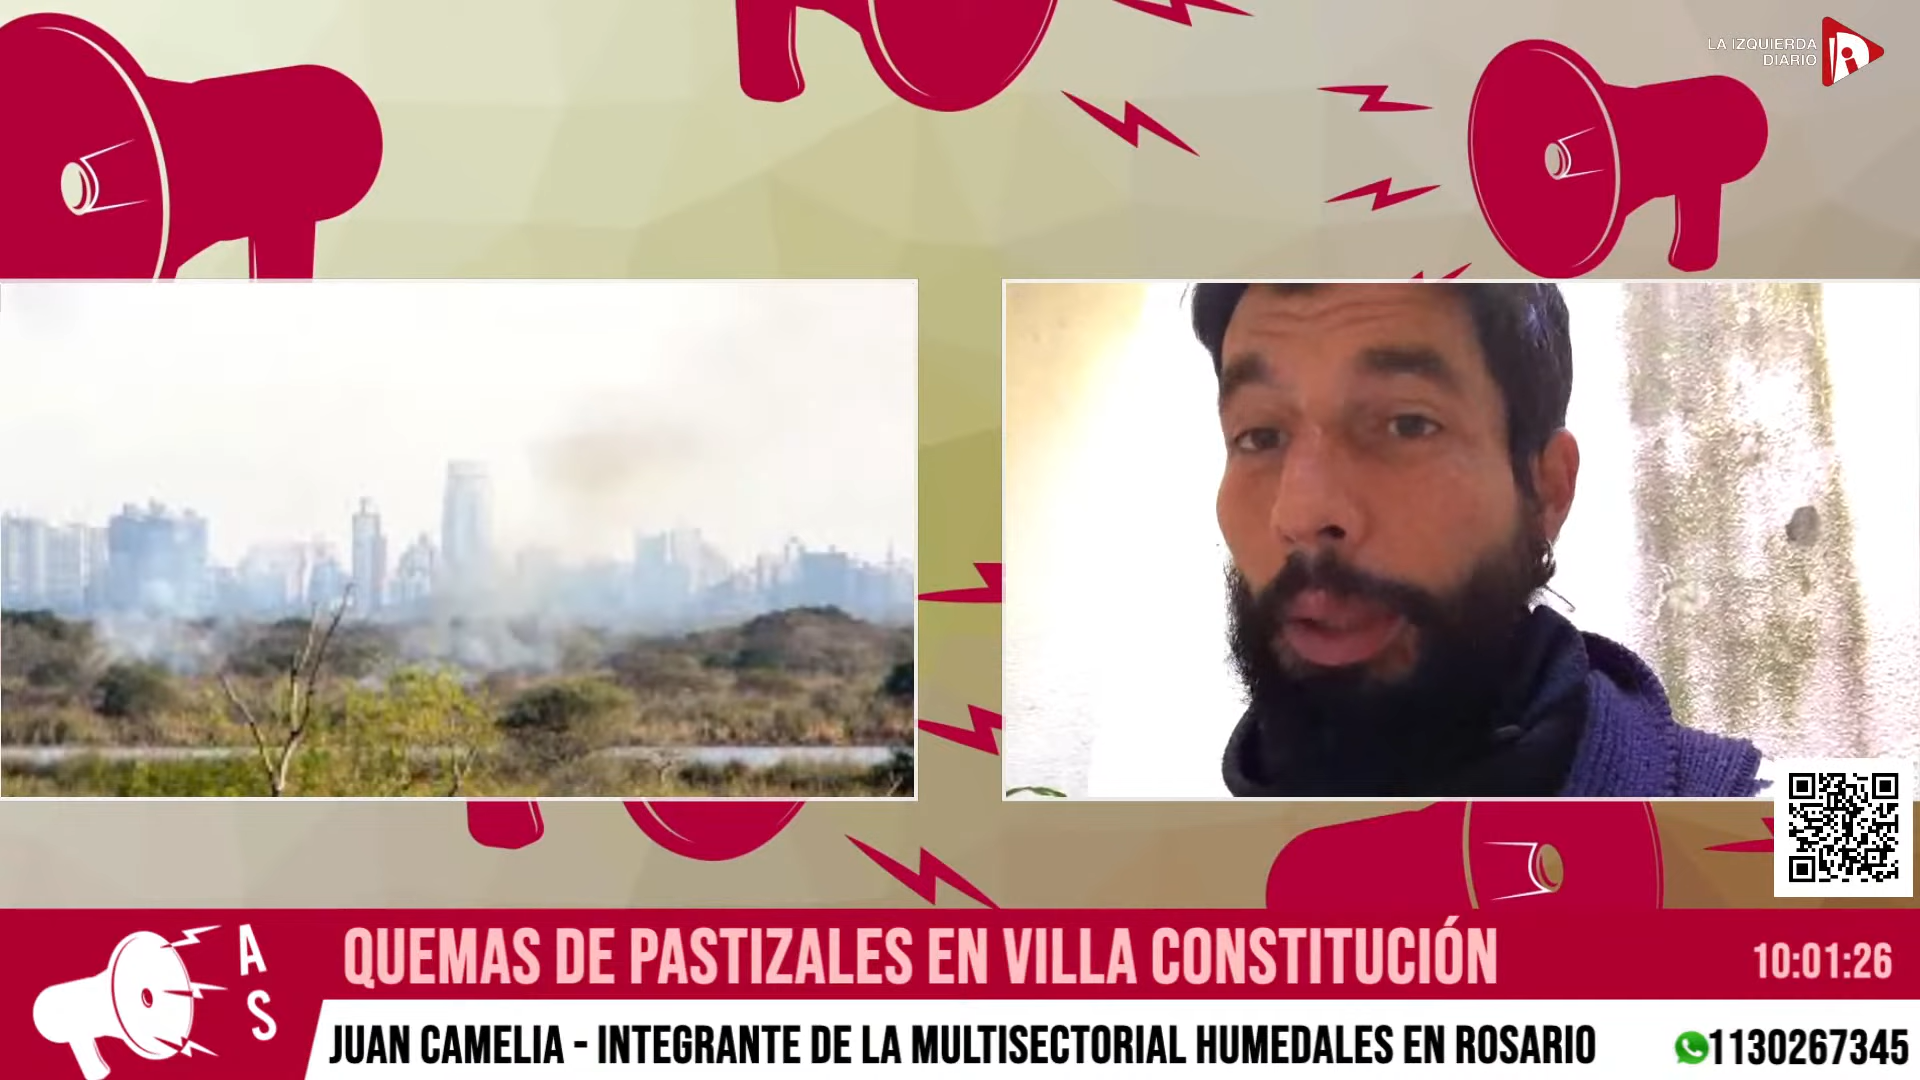 LA IZQUIERDA
DIARIO
A
S
QUEMAS DE PASTIZALES EN VILLA CONSTITUCIÓN
10:01:26
JUAN CAMELIA - INTEGRANTE DE LA MULTISECTORIAL HUMEDALES EN ROSARIO
1130267345